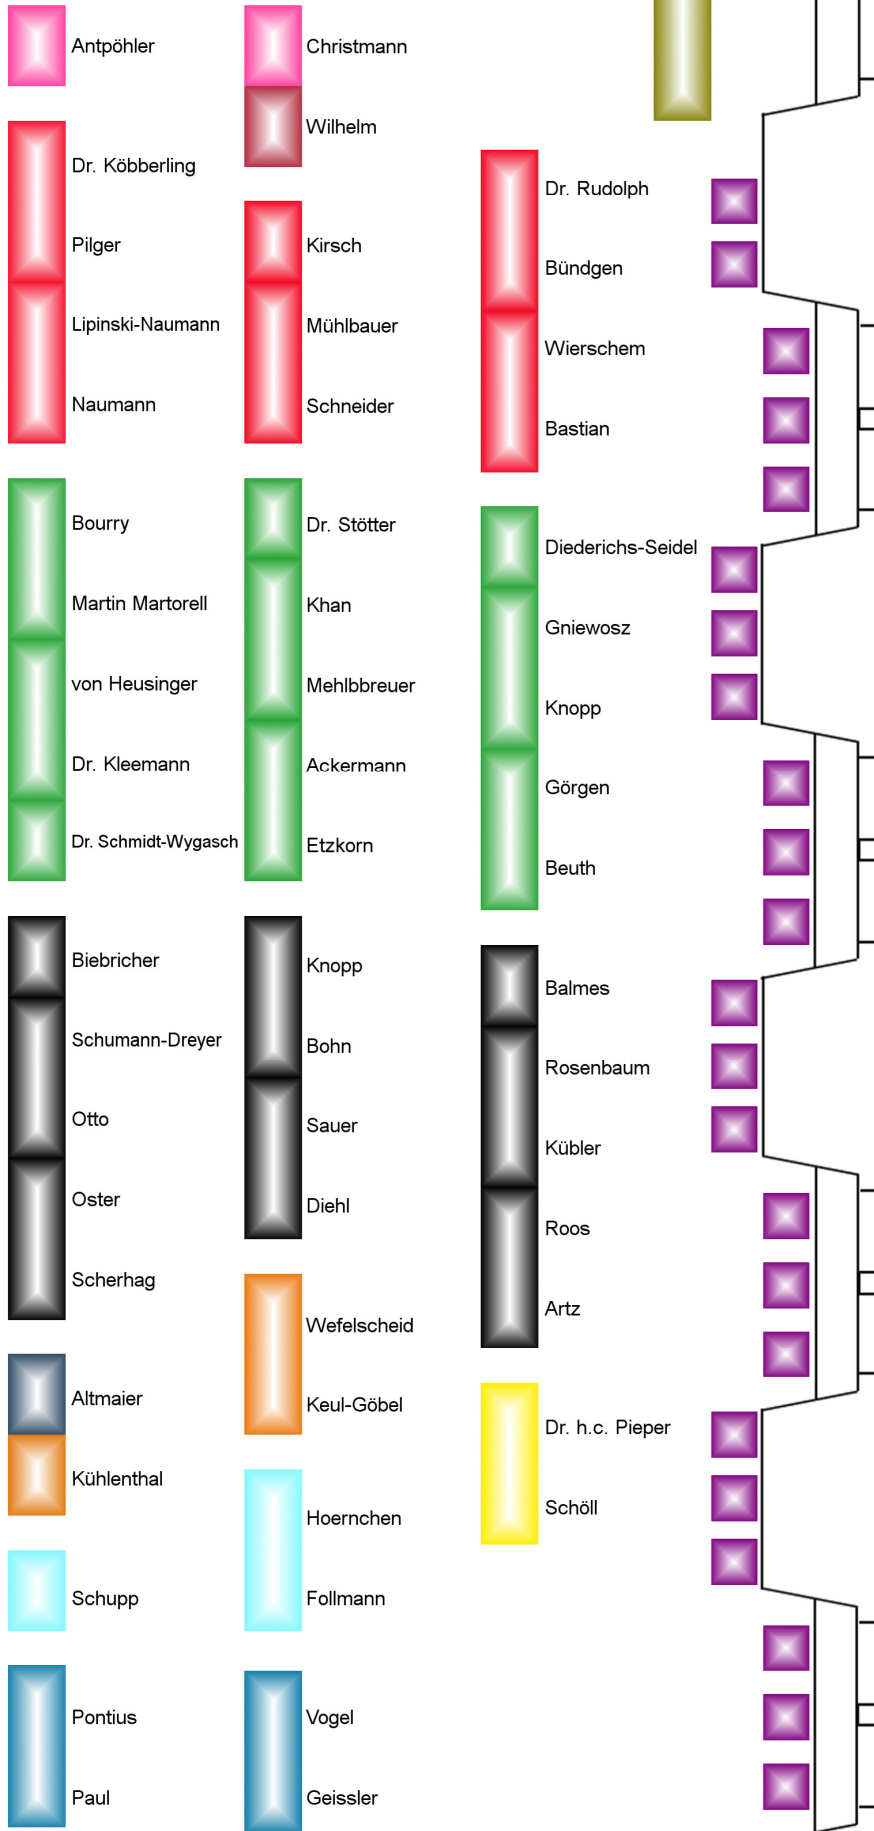 Antpöhler
Dr. Köbberling
Pilger
Lipinski-Naumann
Naumann
Bourry
Martin Martorell
von Heusinger
Dr. Kleemann
Dr. Schmidt-Wygasch
Biebricher
Schumann-Dreyer
Otto
Oster
Scherhag
Altmaier
Kühlenthal
Schupp
Pontius
Paul
Christmann
Wilhelm
Kirsch
Mühlbauer
Schneider
Dr. Stötter
Khan
Mehlbbreuer
Ackermann
Etzkorn
Knopp
Bohn
Sauer
Diehl
Wefelscheid
Keul-Göbel
Hoernchen
Follmann
Vogel
Geissler
Dr. Rudolph
Bündgen
Wierschem
Bastian
Diederichs-Seidel
Gniewosz
Knopp
Görgen
Beuth
Balmes
Rosenbaum
Kübler
Roos
Artz
Dr. h.c. Pieper
Schöll